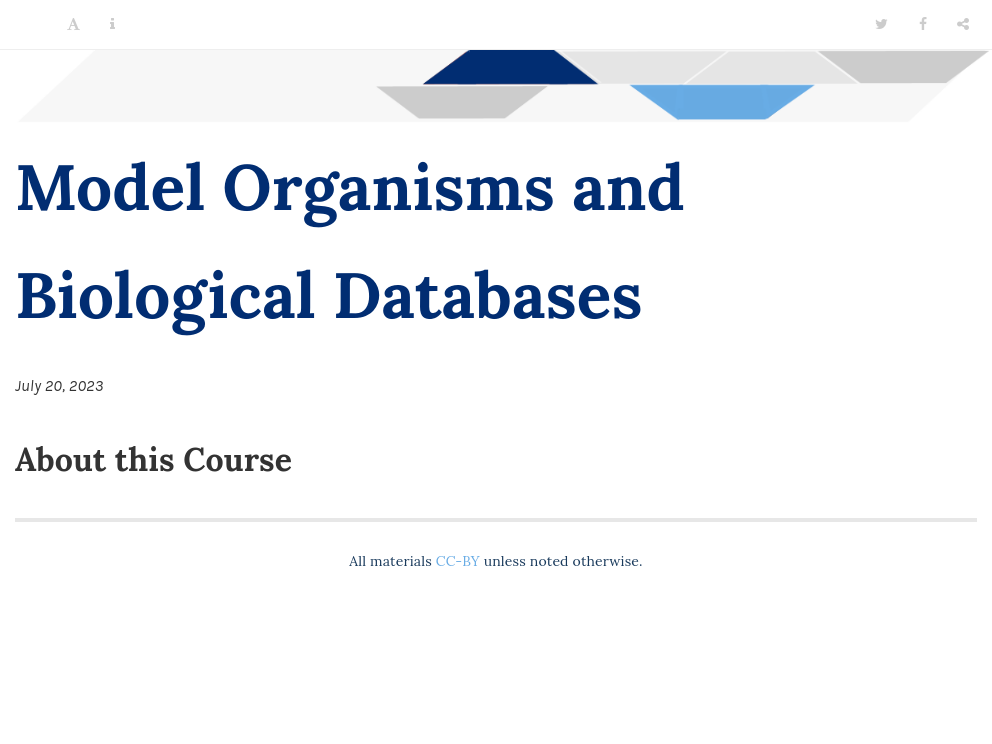 Model Organisms and
Biological Databases
July 20, 2023
About this Course
All materials CC-BY unless noted otherwise.